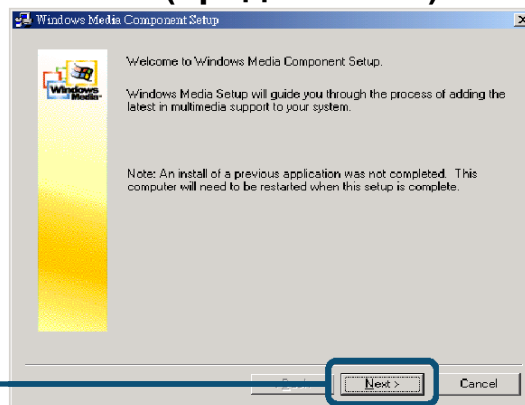 Windows Media Component Setup
Welcome to Windows Media Component Setup.
Windows
Media
Windows Media Setup will guide you through the process of adding the
latest in multimedia support to your system.
Note: An install of a previous application was not completed. This
computer will need to be restarted when this setup is complete.
Next >
Cancel